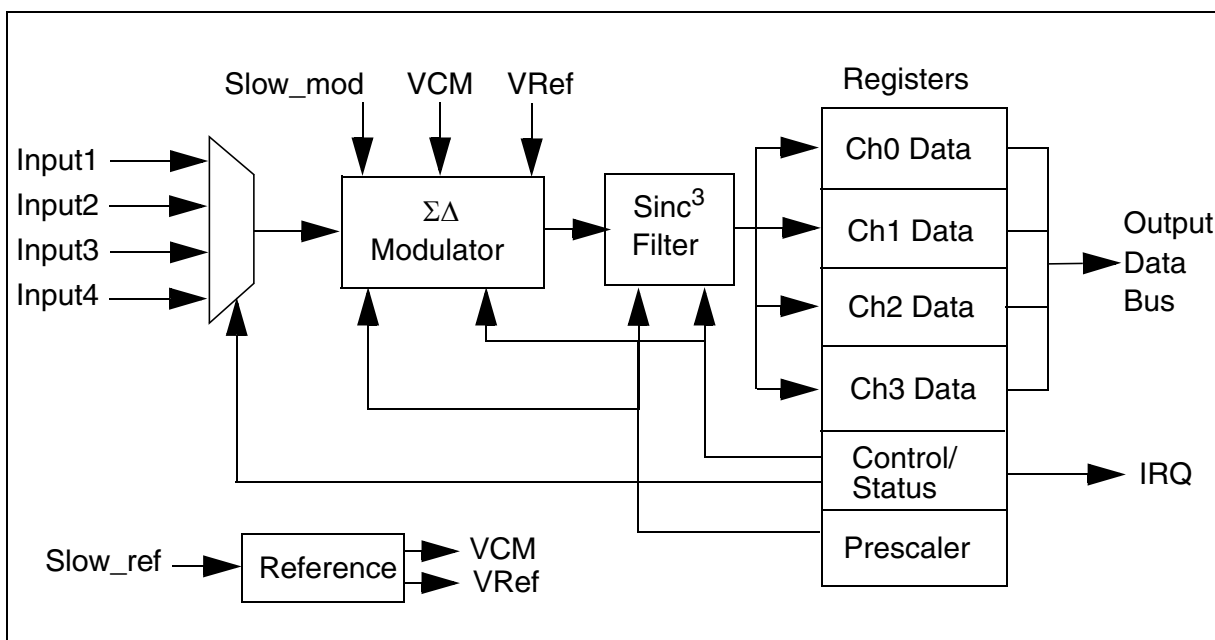 Slow_mod
VCM
VRef
Registers
Input1
Input2
Input3
Input4
ΣΔ
Modulator
Sinc³
Filter
Ch0 Data
Ch1 Data
Ch2 Data
Ch3 Data
Control/
Status
Prescaler
Output
Data
Bus
IRQ
Slow_ref
Reference
VCM
VRef